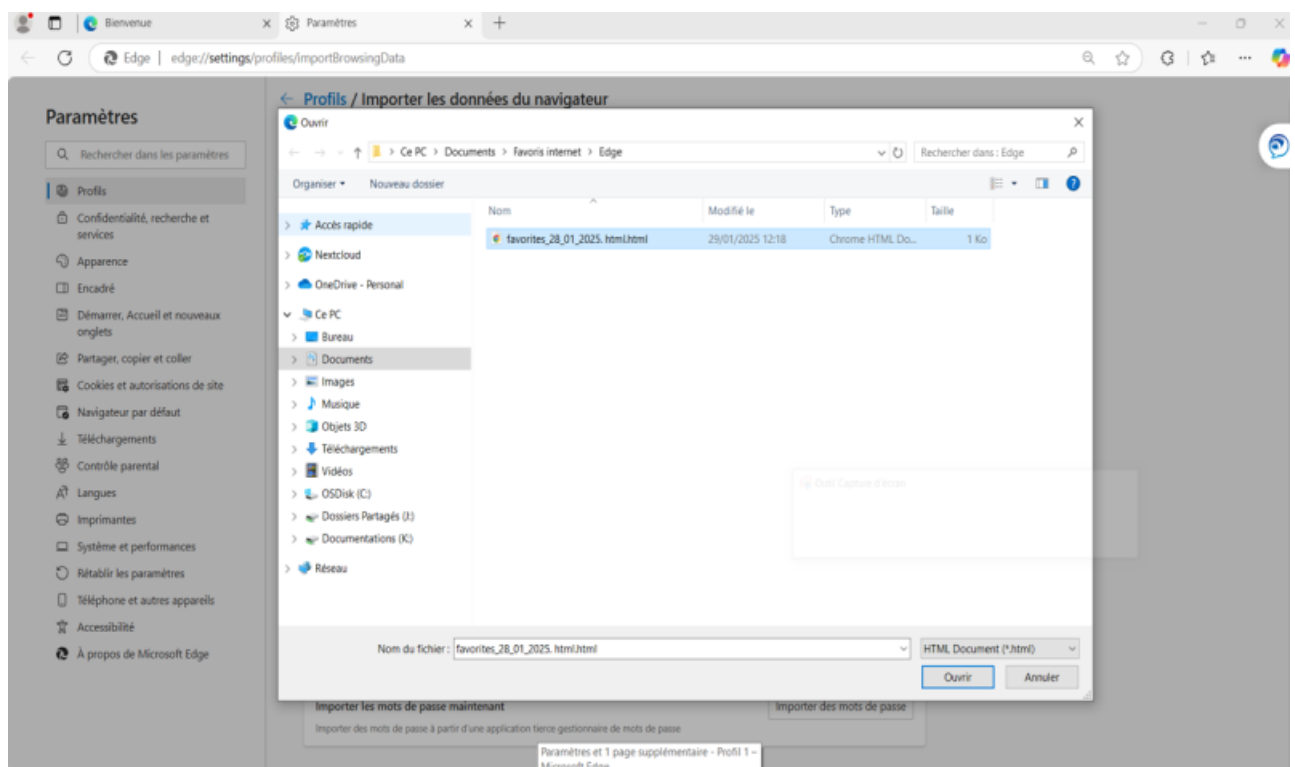 Bienvenue
Paramètres
Edge | edge://settings/profiles/importBrowsingData
Profils / Importer les données du navigateur
Paramètres
Rechercher dans les paramètres
Profils
Confidentialité, recherche et
services
Apparence
Encadré
Démarrer, Accueil et nouveaux
onglets
Partager, copier et coller
Cookies et autorisations de site
Navigateur par défaut
Téléchargements
Contrôle parental
Langues
Imprimantes
Système et performances
Rétablir les paramètres
Téléphone et autres appareils
Accessibilité
À propos de Microsoft Edge
Ouvrir
Ce PC > Documents > Favoris internet > Edge
Rechercher dans : Edge
Organiser
Nouveau dossier
Accès rapide
Nextcloud
OneDrive - Personal
Ce PC
Bureau
Documents
Images
Musique
Objets 3D
Téléchargements
Vidéos
OSDisk (C:)
Dossiers Partagés (J:)
Documentations (K:)
Réseau
Nom Modifié le Type Taille
favorites_28_01_2025. html.html 29/01/2025 12:18 Chrome HTML Do... 1 Ko
Outil Capture d'écran
Nom du fichier : favorites_28_01_2025. html.html
HTML Document (*.html)
Ouvrir
Annuler
Importer les mots de passe maintenant
Importer des mots de passe
Importer des mots de passe à partir d'une application tierce gestionnaire de mots de passe
Paramètres et 1 page supplémentaire - Profil 1 –
Microsoft Edge